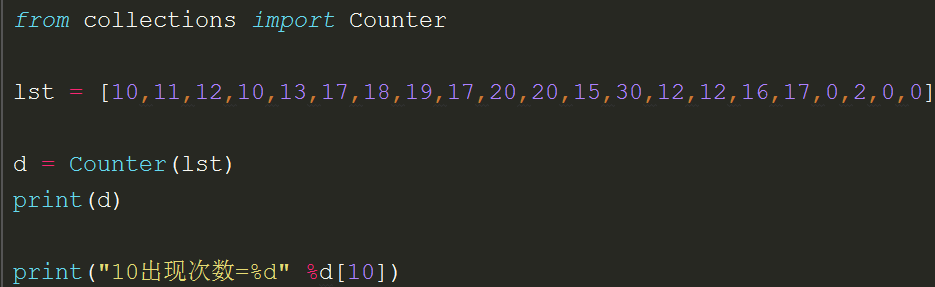 from collections import Counter
lst = [10,11,12,10,13,17,18,19,17,20,20,15,30,12,12,16,17,0,2,0,0]
d = Counter(lst)
print(d)
print("10出现次数=%d" %d[10])